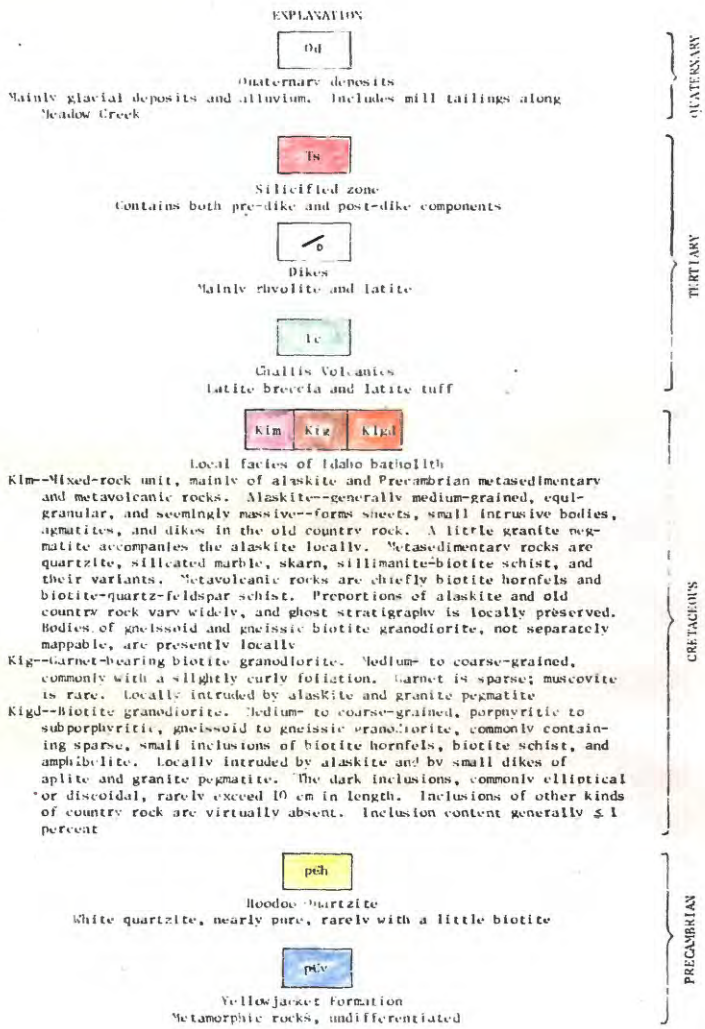 EXPLANATION
Qd
Quaternary deposits
Mainly glacial deposits and alluvium. Includes mill tailings along
Meadow Creek
QUATERNARY
Ts
Silicified zone
Contains both pre-dike and post-dike components
D
Dikes
Mainly rhyolite and latite
Tc
Challis Volcanics
Latite breccia and latite tuff
TERTIARY
Kim Kig Kigd
Local facies of Idaho batholith
Kim--Mixed-rock unit, mainly of alaskite and Precambrian metasedimentary
and metavolcanic rocks. Alaskite--generally medium-grained, equi-
granular, and seemingly massive--forms sheets, small intrusive bodies,
agmatites, and dikes in the old country rock. A little granite peg-
matite accompanies the alaskite locally. Metasedimentary rocks are
quartzite, silicated marble, skarn, sillimanite-biotite schist, and
their variants. Metavolcanic rocks are chiefly biotite hornfels and
biotite-quartz-feldspar schist. Proportions of alaskite and old
country rock vary widely, and ghost stratigraphy is locally preserved.
Bodies of gneissoid and gneissic biotite granodiorite, not separately
mappable, are presently locally
Kig--Garnet-bearing biotite granodiorite. Medium- to coarse-grained,
commonly with a slightly curly foliation. Garnet is sparse; muscovite
is rare. Locally intruded by alaskite and granite pegmatite
Kigd--Biotite granodiorite. Medium- to coarse-grained, porphyritic to
subporphyritic, gneissoid to gneissic granodiorite, commonly contain-
ing sparse, small inclusions of biotite hornfels, biotite schist, and
amphibolite. Locally intruded by alaskite and by small dikes of
aplite and granite pegmatite. The dark inclusions, commonly elliptical
or discoidal, rarely exceed 10 cm in length. Inclusions of other kinds
of country rock are virtually absent. Inclusion content generally ≤ 1
percent
CRETACEOUS
pЄh
Hoodoo Quartzite
White quartzite, nearly pure, rarely with a little biotite
pЄy
Yellowjacket Formation
Metamorphic rocks, undifferentiated
PRECAMBRIAN